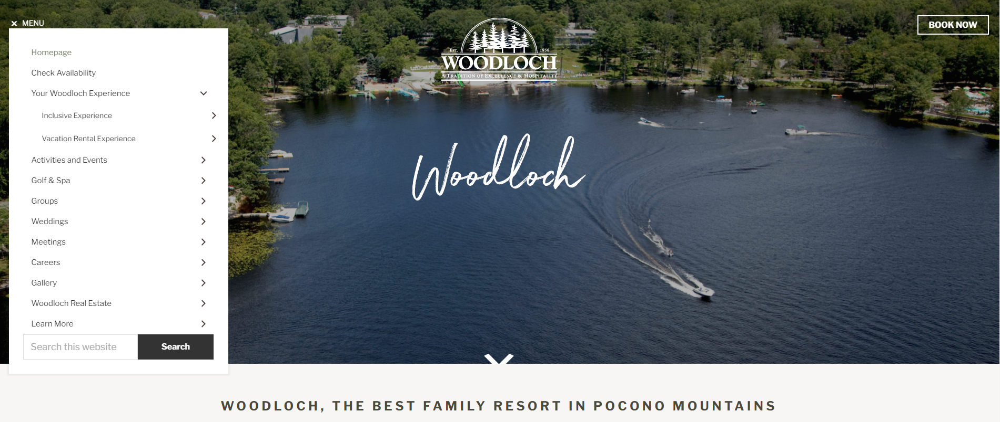 MENU
BOOK NOW
Est. 1958
WOODLOCH
A Tradition of Excellence & Hospitality
Homepage
Check Availability
Your Woodloch Experience
Inclusive Experience
Vacation Rental Experience
Activities and Events
Golf & Spa
Groups
Weddings
Meetings
Careers
Gallery
Woodloch Real Estate
Learn More
Search this website
Search
Woodloch
WOODLOCH, THE BEST FAMILY RESORT IN POCONO MOUNTAINS